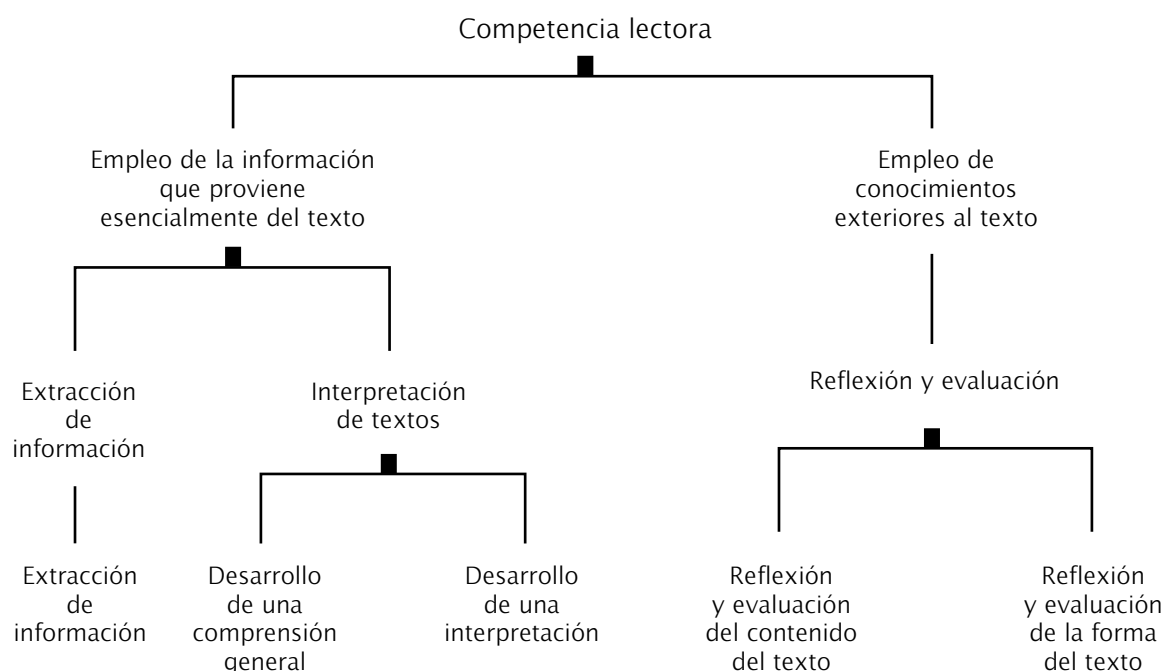 Competencia lectora
Empleo de la información
que proviene
esencialmente del texto
Empleo de
conocimientos
exteriores al texto
Extracción
de
información
Interpretación
de textos
Reflexión y evaluación
Extracción
de
información
Desarrollo
de una
comprensión
general
Desarrollo
de una
interpretación
Reflexión
y evaluación
del contenido
del texto
Reflexión
y evaluación
de la forma
del texto